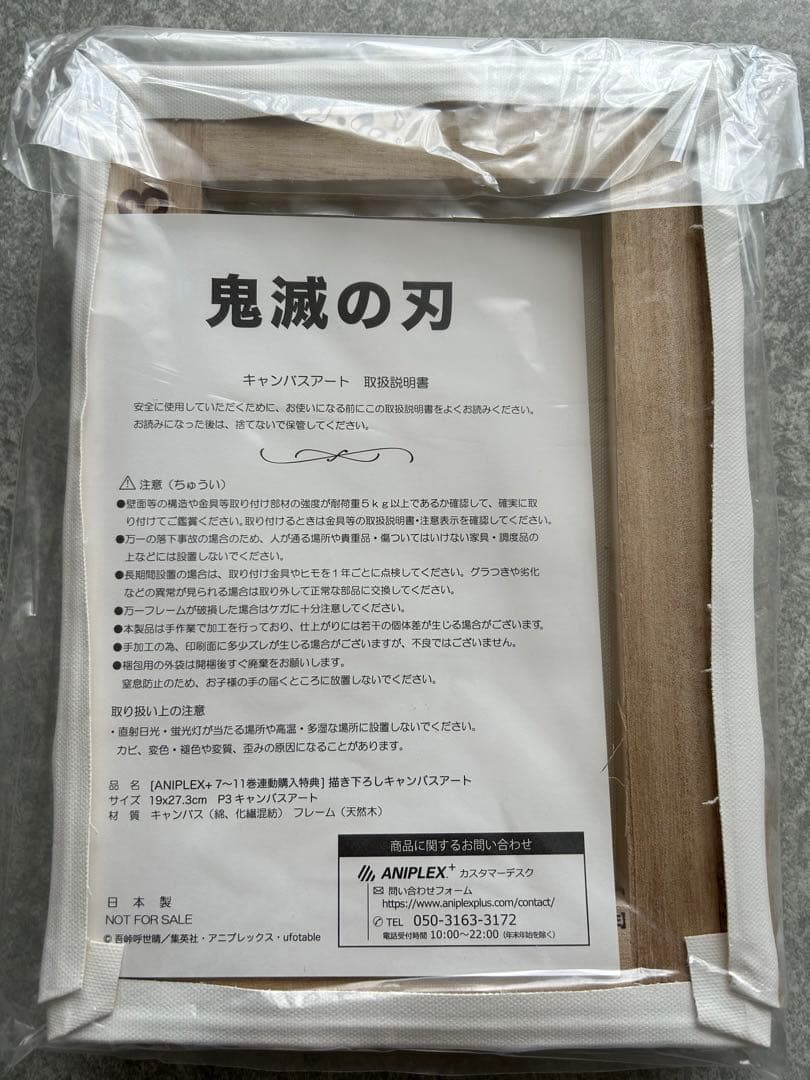 3
鬼滅の刃
キャンバスアート 取扱説明書
安全に使用していただくために、お使いになる前にこの取扱説明書をよくお読みください。
お読みになった後は、捨てないで保管してください。
⚠注意（ちゅうい）
●壁面等の構造や金具等取り付け部材の強度が耐荷重5kg以上であるか確認して、確実に取
り付けてご鑑賞ください。取り付けるときは金具等の取扱説明書・注意表示を確認してください。
●万一の落下事故の場合のため、人が通る場所や貴重品・傷ついてはいけない家具・調度品の
上などには設置しないでください。
●長期間設置の場合は、取り付け金具やヒモを1年ごとに点検してください。グラつきや劣化
などの異常が見られる場合は取り外して正常な部品に交換してください。
●万一フレームが破損した場合はケガに十分注意してください。
●本製品は手作業で加工を行っており、仕上がりには若干の個体差が生じる場合がございます。
●手加工の為、印刷面に多少ズレが生じる場合がございますが、不良ではございません。
●梱包用の外袋は開梱後すぐ廃棄をお願いします。
窒息防止のため、お子様の手の届くところに放置しないでください。
取り扱い上の注意
・直射日光・蛍光灯が当たる場所や高温・多湿な場所に設置しないでください。
カビ、変色・褪色や変質、歪みの原因になることがあります。
品 名 [ANIPLEX+ 7～11巻連動購入特典] 描き下ろしキャンバスアート
サイズ 19x27.3cm P3キャンバスアート
材 質 キャンバス（綿、化繊混紡） フレーム（天然木）
商品に関するお問い合わせ
ANIPLEX+ カスタマーデスク
問い合わせフォーム
https://www.aniplexplus.com/contact/
TEL 050-3163-3172
電話受付時間 10:00～22:00（年末年始を除く）
日 本 製
NOT FOR SALE
©吾峠呼世晴／集英社・アニプレックス・ufotable